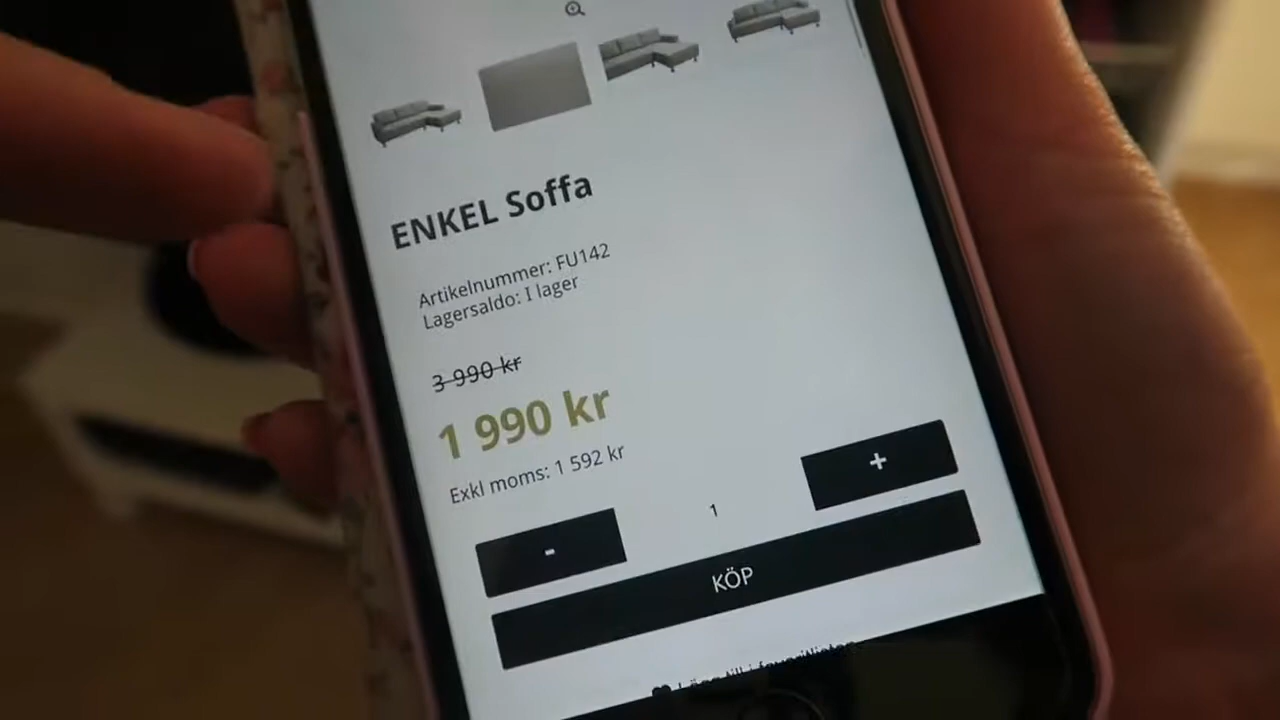 ENKEL Soffa
Artikelnummer: FU142
Lagersaldo: I lager
3 990 kr
1 990 kr
Exkl moms: 1 592 kr
+
- 1
KÖP